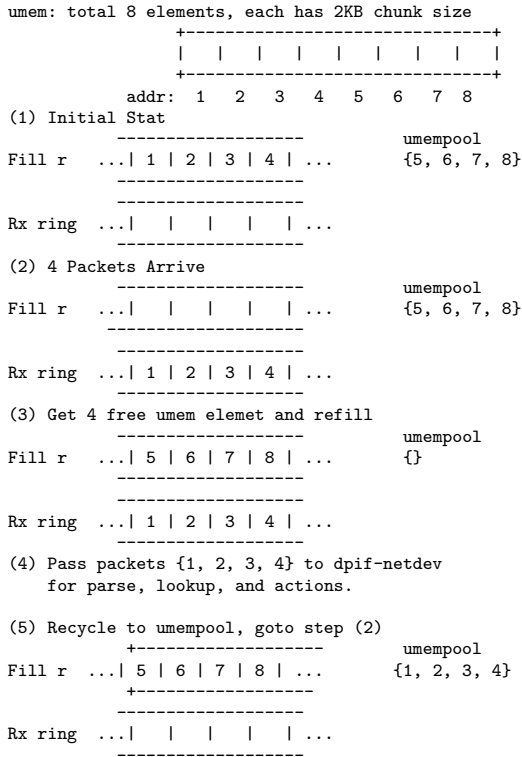 umem: total 8 elements, each has 2KB chunk size
+-------------------------------+
|   |   |   |   |   |   |   |   |
+-------------------------------+
addr:  1   2   3   4   5   6   7 8
(1) Initial Stat
-------------------          umempool
Fill r   ...| 1 | 2 | 3 | 4 | ...       {5, 6, 7, 8}
-------------------
-------------------
Rx ring  ...|   |   |   |   | ...
-------------------
(2) 4 Packets Arrive
-------------------          umempool
Fill r   ...|   |   |   |   | ...       {5, 6, 7, 8}
--------------------
-------------------
Rx ring  ...| 1 | 2 | 3 | 4 | ...
-------------------
(3) Get 4 free umem elemet and refill
-------------------          umempool
Fill r   ...| 5 | 6 | 7 | 8 | ...       {}
-------------------
-------------------
Rx ring  ...| 1 | 2 | 3 | 4 | ...
-------------------
(4) Pass packets {1, 2, 3, 4} to dpif-netdev
for parse, lookup, and actions.
(5) Recycle to umempool, goto step (2)
+-------------------        umempool
Fill r  ...| 5 | 6 | 7 | 8 | ...       {1, 2, 3, 4}
+------------------
-------------------
Rx ring  ...|   |   |   |   | ...
-------------------